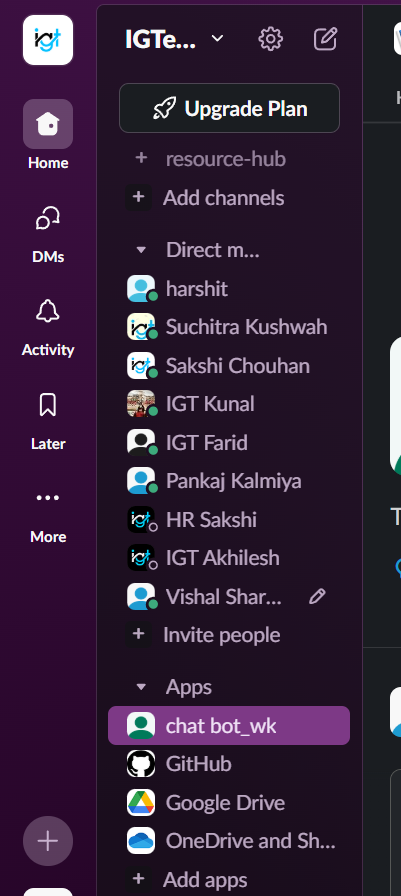 igt
IGTe...
Upgrade Plan
Home
resource-hub
Add channels
DMs
Direct m...
harshit
Suchitra Kushwah
Activity
Sakshi Chouhan
IGT Kunal
Later
IGT Farid
Pankaj Kalmiya
HR Sakshi
More
IGT Akhilesh
Vishal Shar...
Invite people
Apps
chat bot_wk
GitHub
Google Drive
OneDrive and Sh...
Add apps